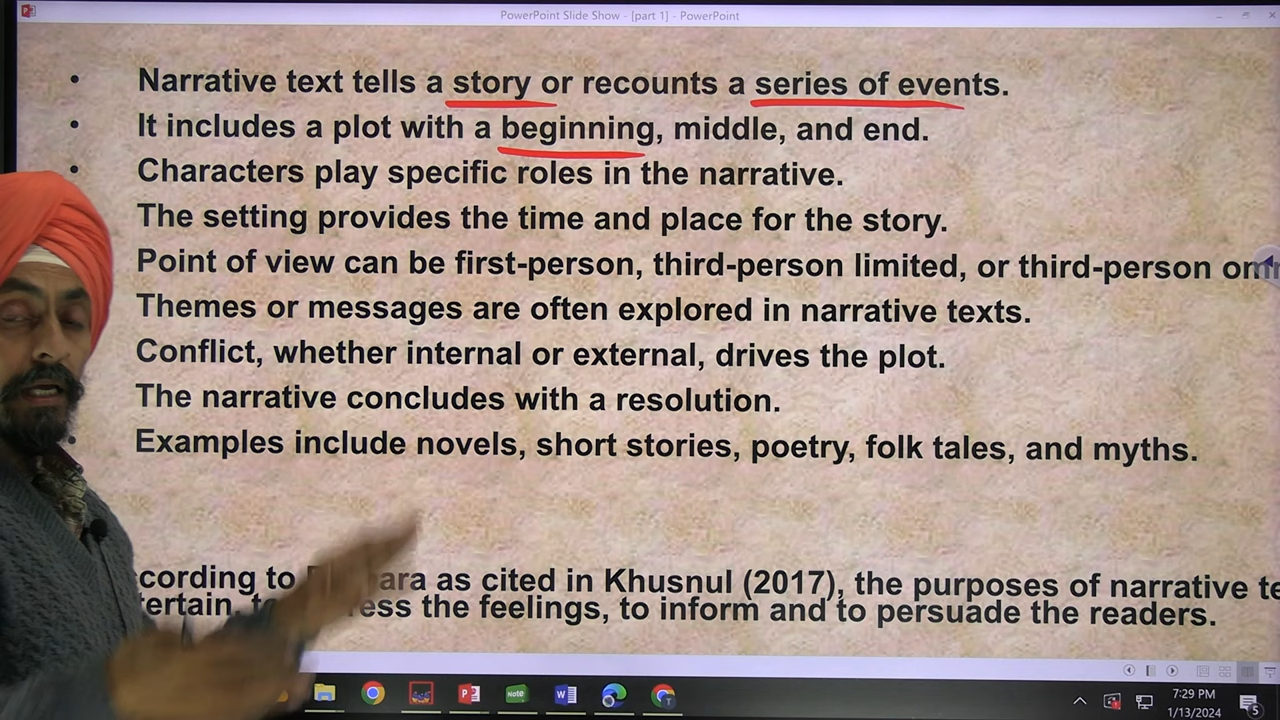 PowerPoint Slide Show - [part 1] - PowerPoint
• Narrative text tells a story or recounts a series of events.
• It includes a plot with a beginning, middle, and end.
• Characters play specific roles in the narrative.
The setting provides the time and place for the story.
Point of view can be first-person, third-person limited, or third-person
Themes or messages are often explored in narrative texts.
Conflict, whether internal or external, drives the plot.
The narrative concludes with a resolution.
• Examples include novels, short stories, poetry, folk tales, and myths.
to as cited in Khusnul (2017), the purposes of narrative
the feelings, to inform and to persuade the readers.
Note
7:29 PM
1/13/2024
5